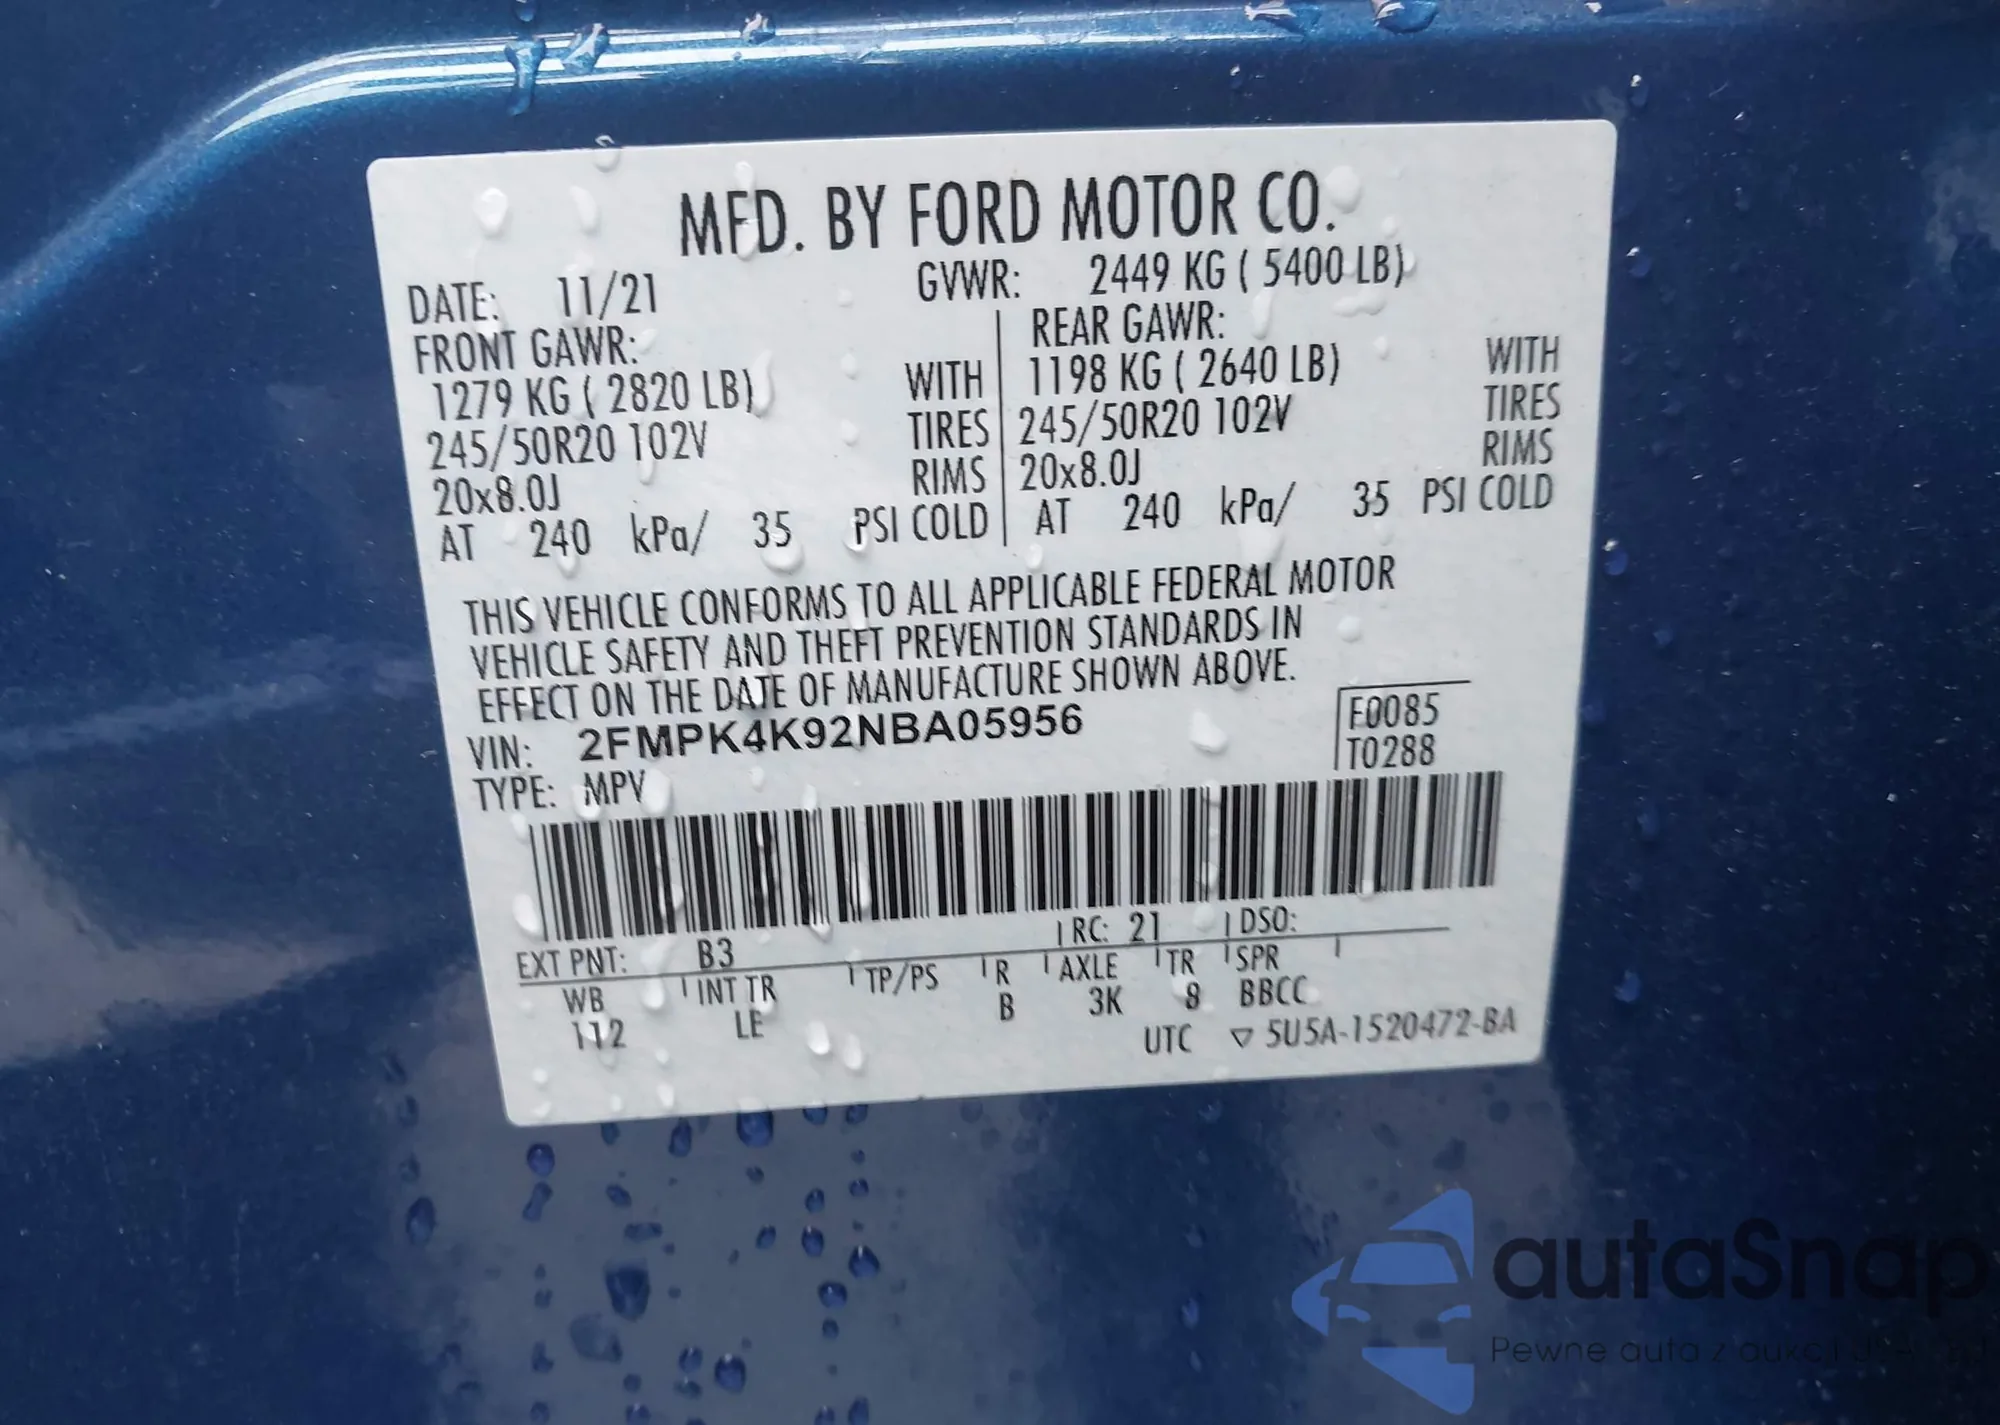 MFD. BY FORD MOTOR CO.
DATE: 11/21 GVWR: 2449 KG ( 5400 LB)
FRONT GAWR: REAR GAWR:
1279 KG ( 2820 LB) WITH 1198 KG ( 2640 LB) WITH
245/50R20 102V TIRES 245/50R20 102V TIRES
20x8.0J RIMS 20x8.0J RIMS
AT 240 kPa/ 35 PSI COLD AT 240 kPa/ 35 PSI COLD
THIS VEHICLE CONFORMS TO ALL APPLICABLE FEDERAL MOTOR
VEHICLE SAFETY AND THEFT PREVENTION STANDARDS IN
EFFECT ON THE DATE OF MANUFACTURE SHOWN ABOVE.
VIN: 2FMPK4K92NBA05956 F0085
TYPE: MPV T0288
EXT PNT: B3 RC: 21 DSO:
WB INT TR TP/PS R AXLE TR SPR
112 LE B 3K 8 BBCC
UTC ▽ 5U5A-1520472-BA
autaSnap
Pewne auta z